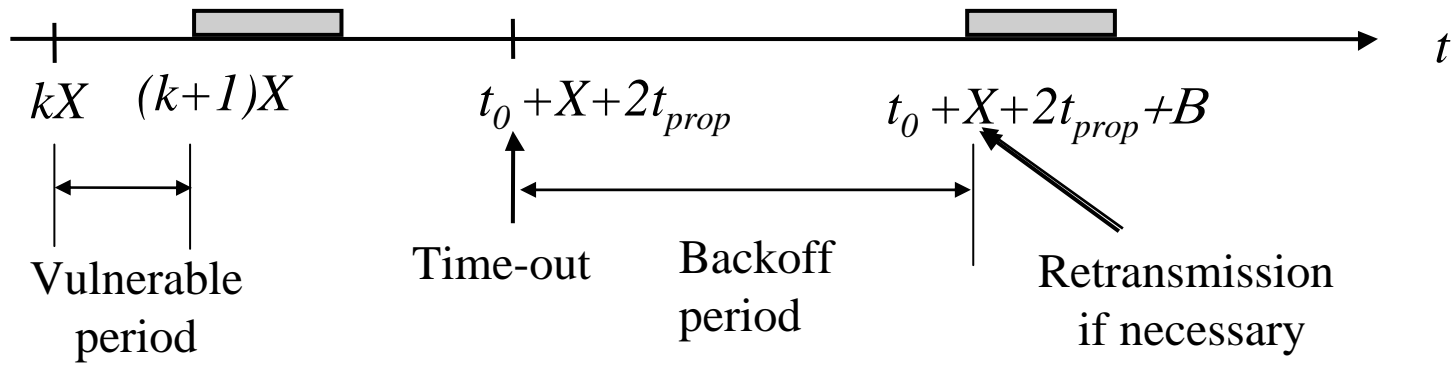 t
kX (k+1)X t₀ +X+2tₚᵣₒₚ t₀ +X+2tₚᵣₒₚ+B
Vulnerable
period
Time-out
Backoff
period
Retransmission
if necessary